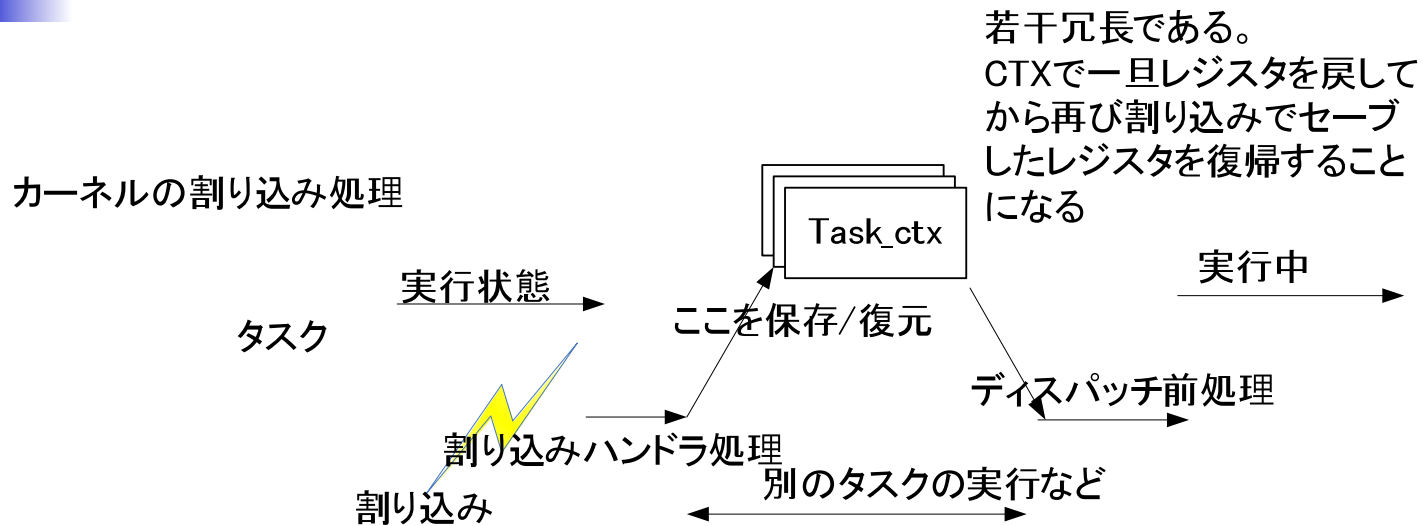 若干冗長である。
CTXで一旦レジスタを戻して
から再び割り込みでセーブ
したレジスタを復帰すること
になる
カーネルの割り込み処理
Task_ctx
実行中
実行状態
ここを保存/復元
タスク
ディスパッチ前処理
割り込みハンドラ処理
別のタスクの実行など
割り込み